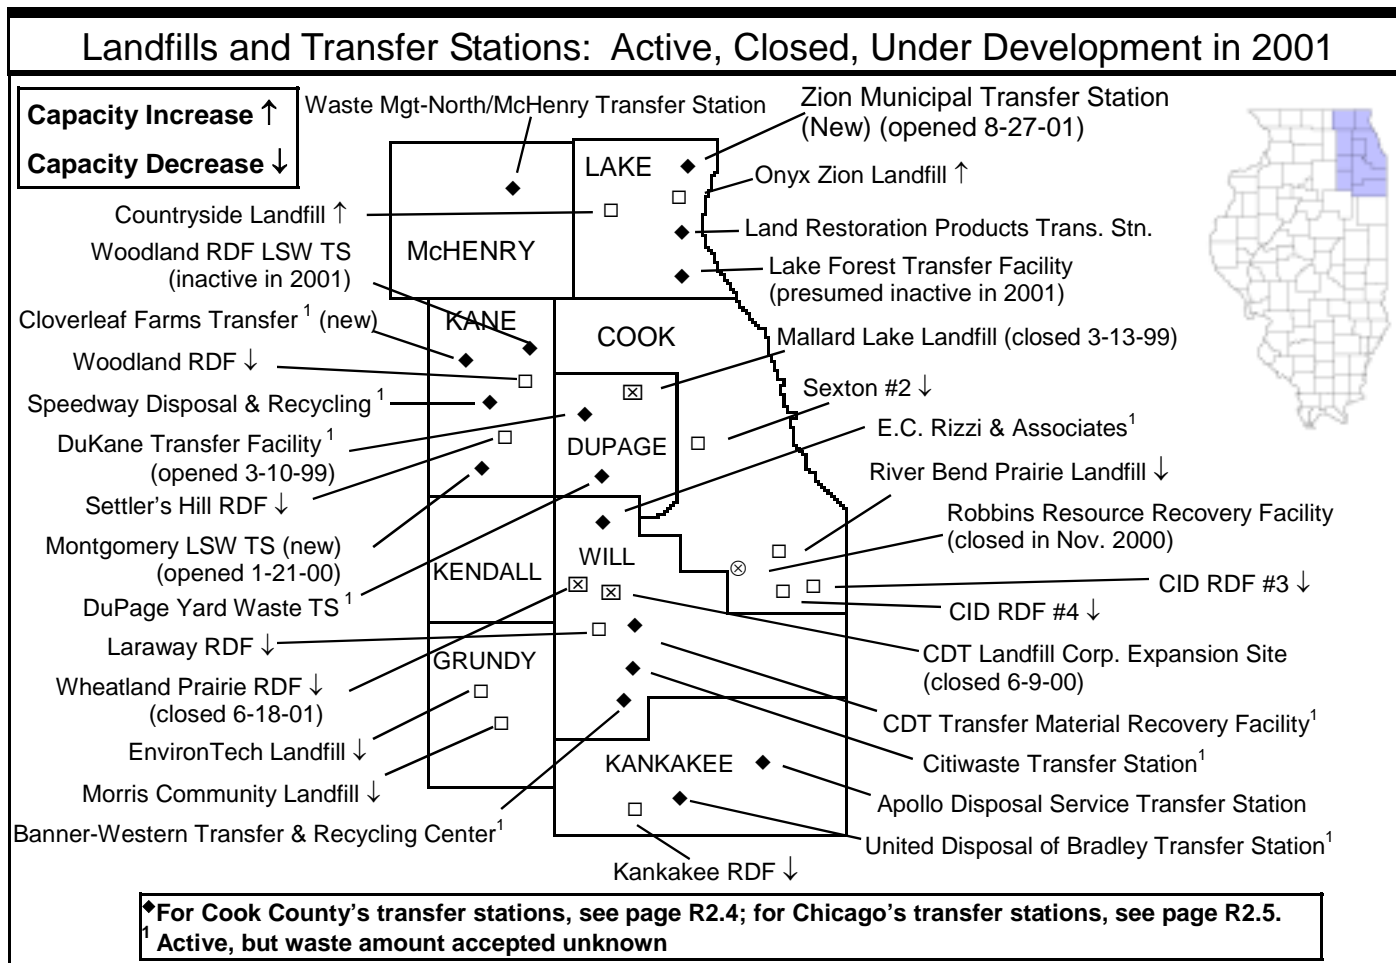 Landfills and Transfer Stations: Active, Closed, Under Development in 2001
Capacity Increase ↑
Capacity Decrease ↓
Waste Mgt-North/McHenry Transfer Station
Zion Municipal Transfer Station
(New) (opened 8-27-01)
LAKE
Onyx Zion Landfill ↑
Countryside Landfill ↑
Land Restoration Products Trans. Stn.
McHENRY
Woodland RDF LSW TS
(inactive in 2001)
Lake Forest Transfer Facility
(presumed inactive in 2001)
Cloverleaf Farms Transfer 1 (new)
KANE
COOK
Mallard Lake Landfill (closed 3-13-99)
Woodland RDF ↓
Sexton #2 ↓
Speedway Disposal & Recycling 1
E.C. Rizzi & Associates1
DuKane Transfer Facility 1
(opened 3-10-99)
DUPAGE
River Bend Prairie Landfill ↓
Settler's Hill RDF ↓
Robbins Resource Recovery Facility
(closed in Nov. 2000)
Montgomery LSW TS (new)
(opened 1-21-00)
WILL
KENDALL
CID RDF #3 ↓
DuPage Yard Waste TS 1
CID RDF #4 ↓
Laraway RDF ↓
GRUNDY
CDT Landfill Corp. Expansion Site
(closed 6-9-00)
Wheatland Prairie RDF ↓
(closed 6-18-01)
CDT Transfer Material Recovery Facility1
EnvironTech Landfill ↓
KANKAKEE
Citiwaste Transfer Station1
Morris Community Landfill ↓
Apollo Disposal Service Transfer Station
Banner-Western Transfer & Recycling Center1
United Disposal of Bradley Transfer Station1
Kankakee RDF ↓
◆For Cook County's transfer stations, see page R2.4; for Chicago's transfer stations, see page R2.5.
1 Active, but waste amount accepted unknown